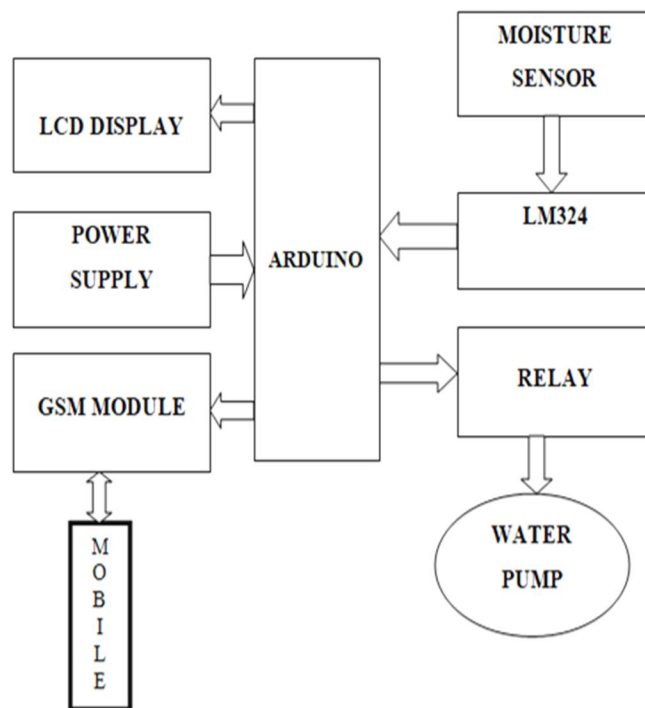 MOISTURE
SENSOR
LCD DISPLAY
LM324
POWER
SUPPLY
ARDUINO
RELAY
GSM MODULE
WATER
PUMP
M
O
B
I
L
E